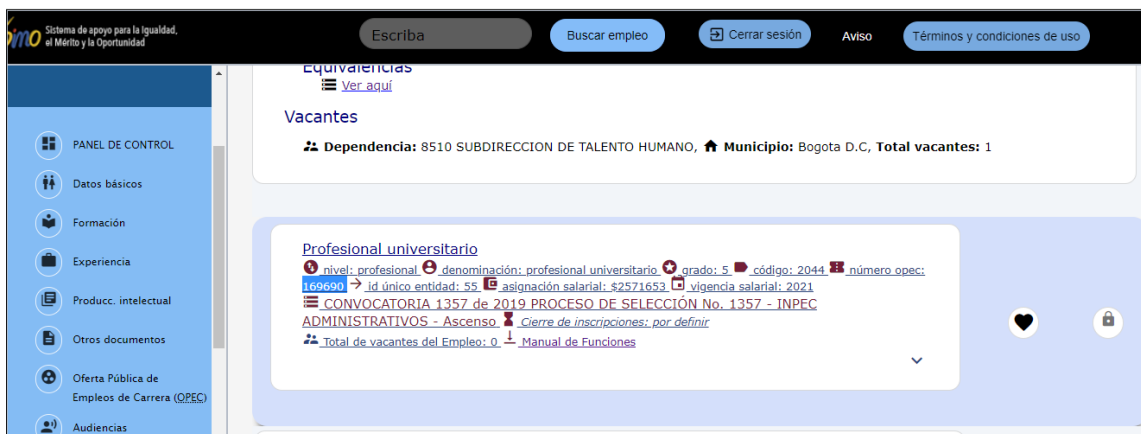 Simo Sistema de apoyo para la Igualdad,
el Mérito y la Oportunidad
Escriba
Buscar empleo
Cerrar sesión
Aviso
Términos y condiciones de uso
PANEL DE CONTROL
Datos básicos
Formación
Experiencia
Producc. intelectual
Otros documentos
Oferta Pública de
Empleos de Carrera (OPEC)
Audiencias
Equivalencias
Ver aquí
Vacantes
Dependencia: 8510 SUBDIRECCION DE TALENTO HUMANO, Municipio: Bogota D.C, Total vacantes: 1
Profesional universitario
nivel: profesional denominación: profesional universitario grado: 5 código: 2044 número opec:
169690 id único entidad: 55 asignación salarial: $2571653 vigencia salarial: 2021
CONVOCATORIA 1357 de 2019 PROCESO DE SELECCIÓN No. 1357 - INPEC
ADMINISTRATIVOS - Ascenso Cierre de inscripciones: por definir
Total de vacantes del Empleo: 0 Manual de Funciones